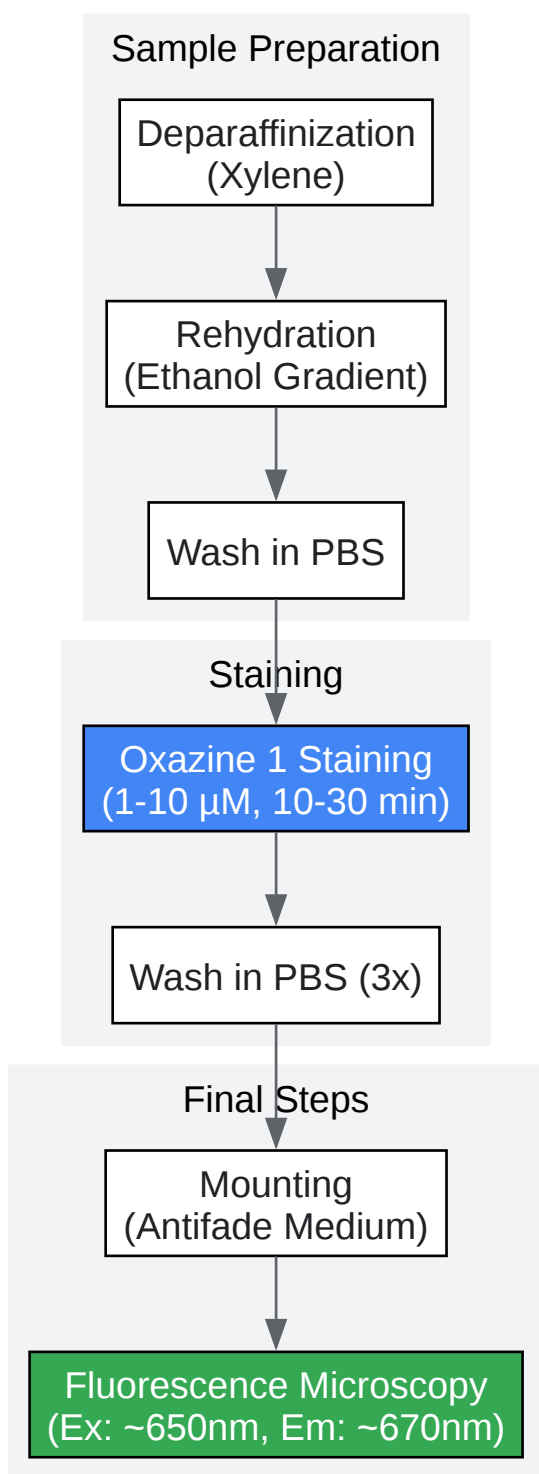 Sample Preparation
Deparaffinization
(Xylene)
Rehydration
(Ethanol Gradient)
Wash in PBS
Staining
Oxazine 1 Staining
(1-10 µM, 10-30 min)
Wash in PBS (3x)
Final Steps
Mounting
(Antifade Medium)
Fluorescence Microscopy
(Ex: ~650nm, Em: ~670nm)